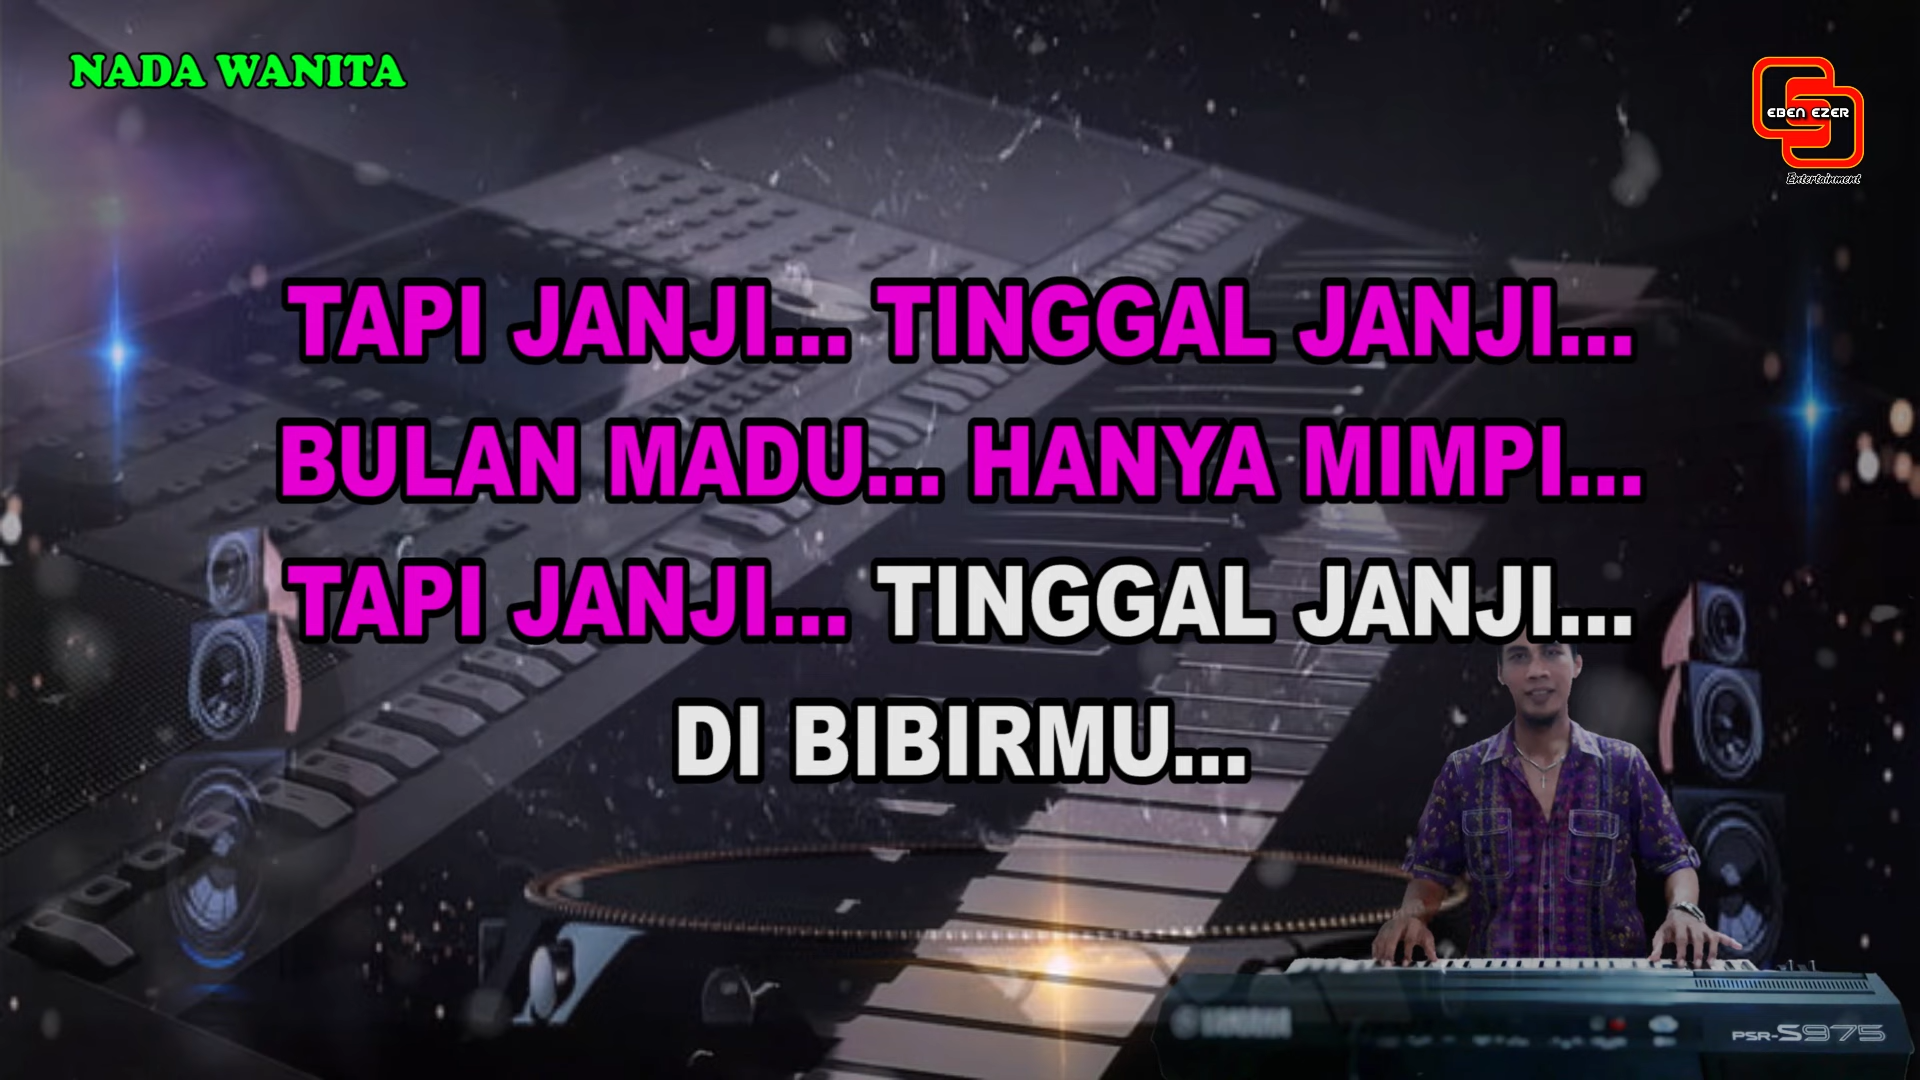 NADA WANITA
EBEN EZER
Entertainment
TAPI JANJI... TINGGAL JANJI...
BULAN MADU... HANYA MIMPI...
TAPI JANJI... TINGGAL JANJI...
DI BIBIRMU...
PSR-S975